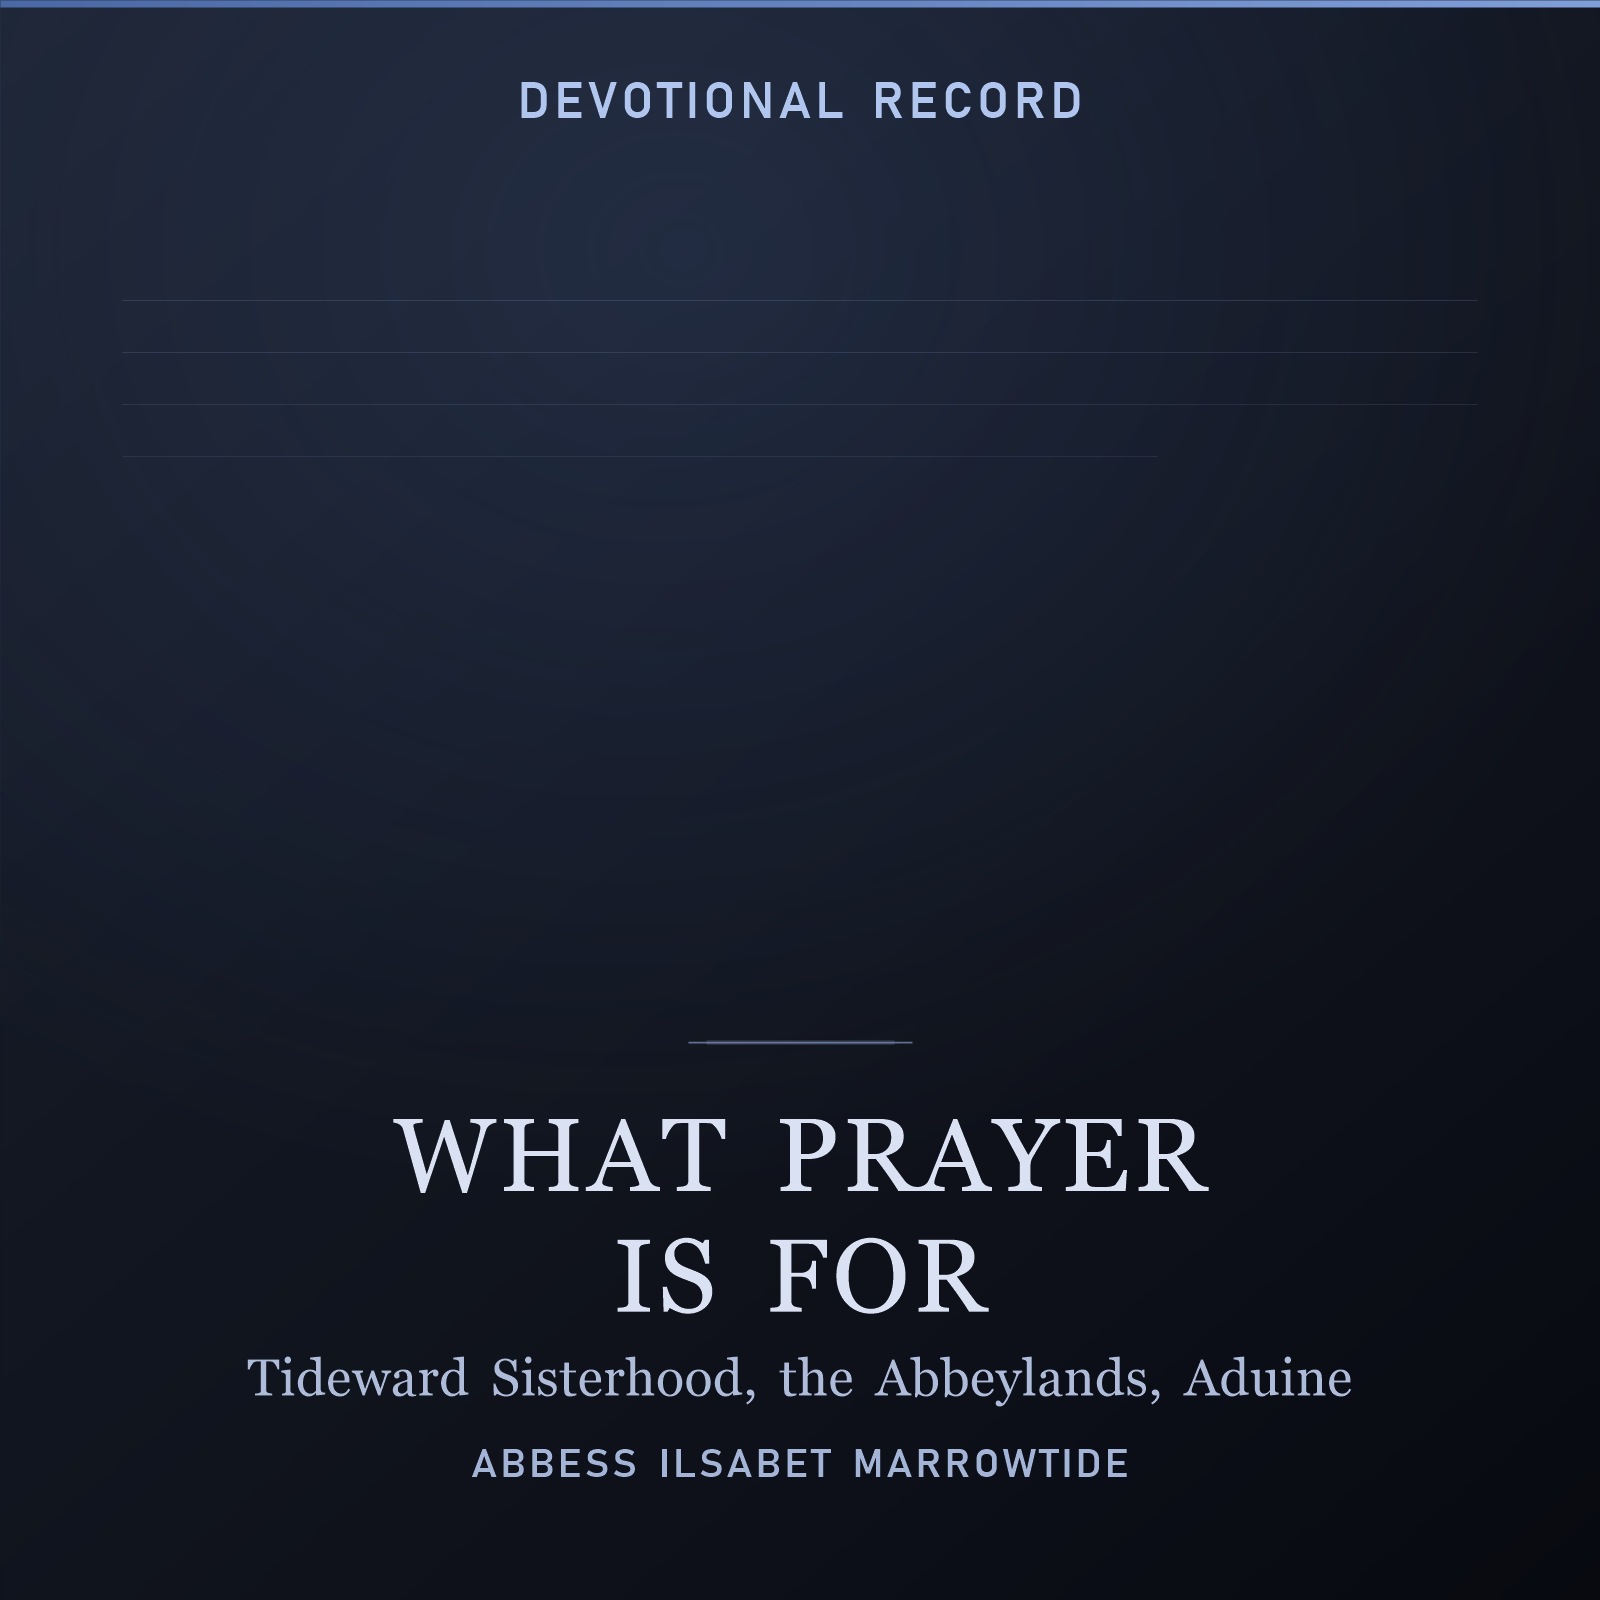 DEVOTIONAL RECORD
WHAT PRAYER
IS FOR
Tideward Sisterhood, the Abbeylands, Aduine
ABBESS ILSABET MARROWTIDE